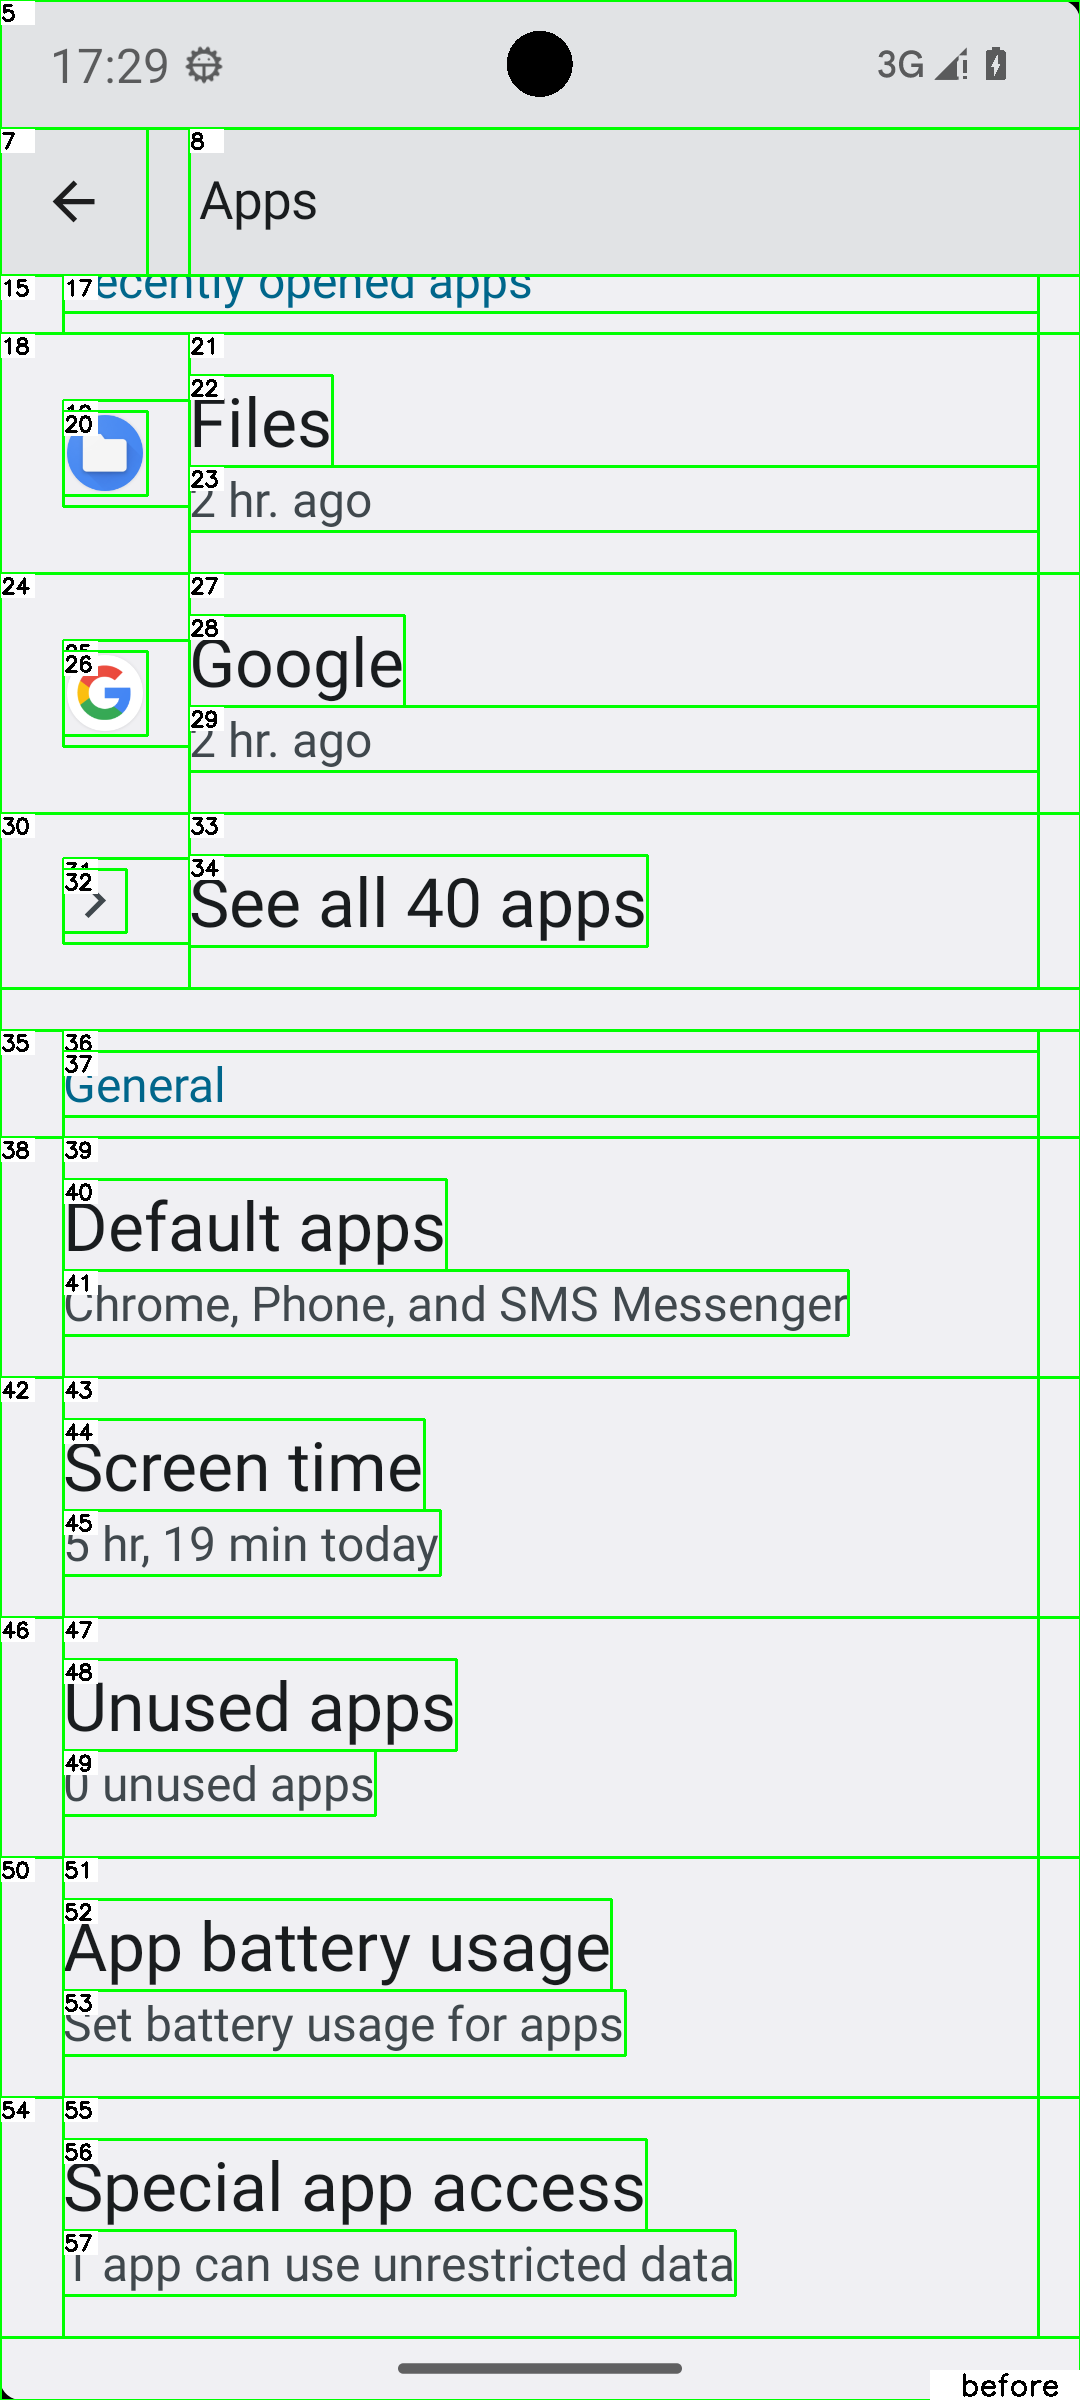 5
17:29
3G
7
8
Apps
15
17
ecently opened apps
18
21
22
Files
20
23
2 hr. ago
24
27
28
Google
26
29
2 hr. ago
30
33
34
See all 40 apps
32
35
36
37
General
38
39
40
Default apps
41
Chrome, Phone, and SMS Messenger
42
43
44
Screen time
45
5 hr, 19 min today
46
47
48
Unused apps
49
0 unused apps
50
51
52
App battery usage
53
Set battery usage for apps
54
55
56
Special app access
57
1 app can use unrestricted data
before